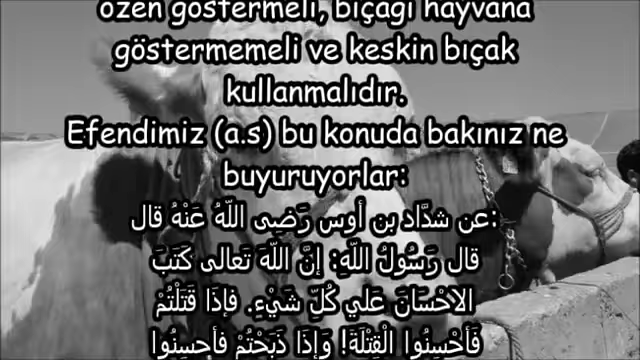 özen göstermeli, bıçağı hayvana
göstermemeli ve keskin bıçak
kullanmalıdır.
Efendimiz (a.s) bu konuda bakınız ne
buyuruyorlar:
عن شدَّاد بن أوس رَضِى اللّهُ عَنْهُ قال:
قال رَسُولُ اللّهِ: إنَّ اللّهَ تَعالى كَتَبَ
الاحْسَانَ عَلي كُلِّ شَيْءٍ. فإذَا قَتَلْتُمْ
فَأحْسِنُوا الْقِتْلَةَ! وَإذَا ذَبَحْتُمْ فأحسِنُوا